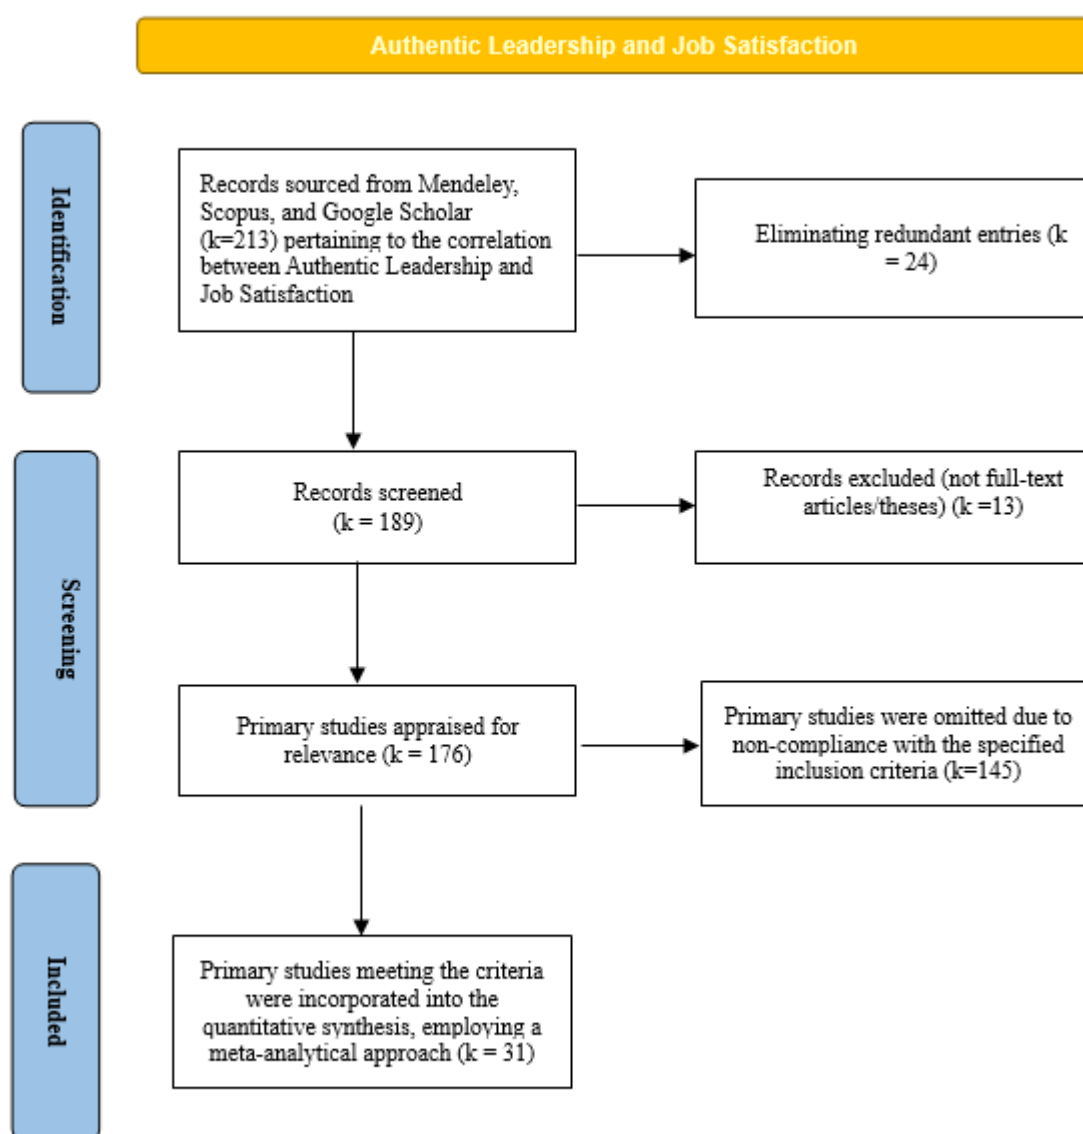 Authentic Leadership and Job Satisfaction
Identification
Records sourced from Mendeley,
Scopus, and Google Scholar
(k=213) pertaining to the correlation
between Authentic Leadership and
Job Satisfaction
Eliminating redundant entries (k
= 24)
Screening
Records screened
(k = 189)
Records excluded (not full-text
articles/theses) (k =13)
Primary studies appraised for
relevance (k = 176)
Primary studies were omitted due to
non-compliance with the specified
inclusion criteria (k=145)
Included
Primary studies meeting the criteria
were incorporated into the
quantitative synthesis, employing a
meta-analytical approach (k = 31)